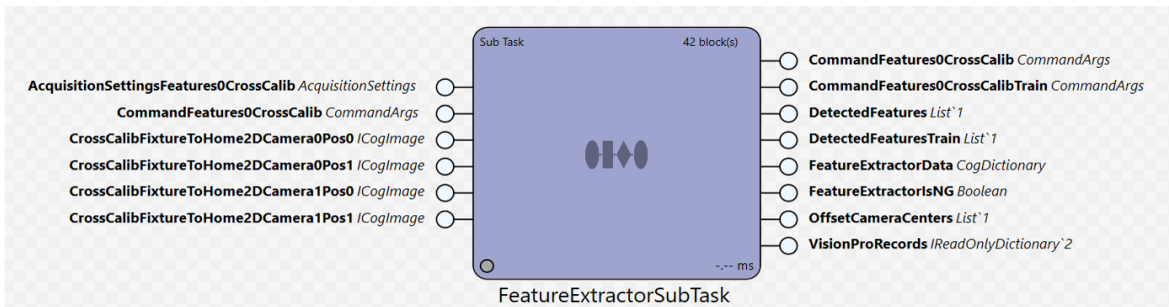 Sub Task 42 block(s)
AcquisitionSettingsFeatures0CrossCalib AcquisitionSettings
CommandFeatures0CrossCalib CommandArgs
CrossCalibFixtureToHome2DCamera0Pos0 ICogImage
CrossCalibFixtureToHome2DCamera0Pos1 ICogImage
CrossCalibFixtureToHome2DCamera1Pos0 ICogImage
CrossCalibFixtureToHome2DCamera1Pos1 ICogImage
CommandFeatures0CrossCalib CommandArgs
CommandFeatures0CrossCalibTrain CommandArgs
DetectedFeatures List`1
DetectedFeaturesTrain List`1
FeatureExtractorData CogDictionary
FeatureExtractorIsNG Boolean
OffsetCameraCenters List`1
VisionProRecords IReadOnlyDictionary`2
-.-- ms
FeatureExtractorSubTask